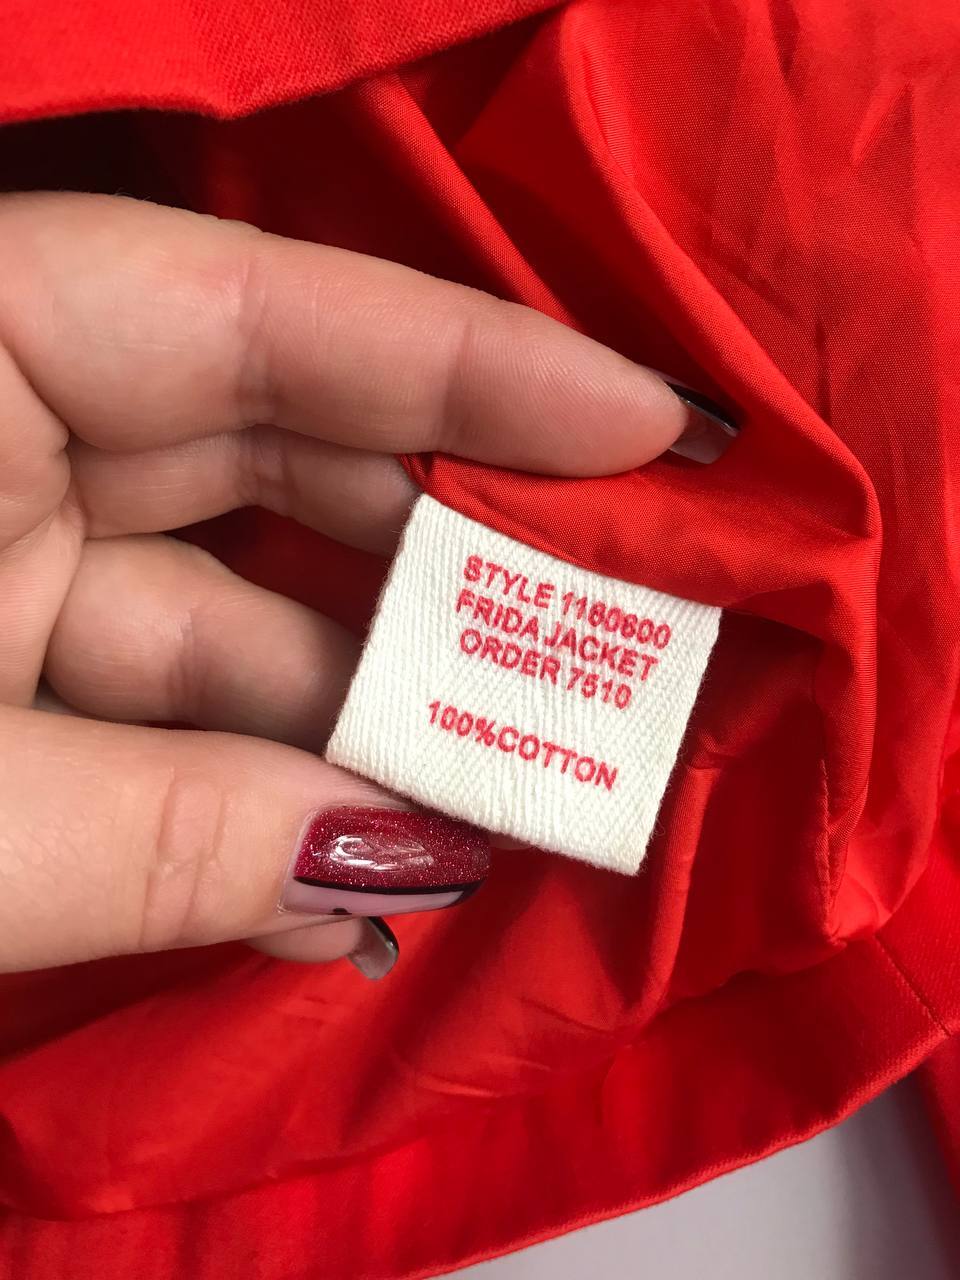 STYLE 1160600
FRIDA JACKET
ORDER 7510
100%COTTON